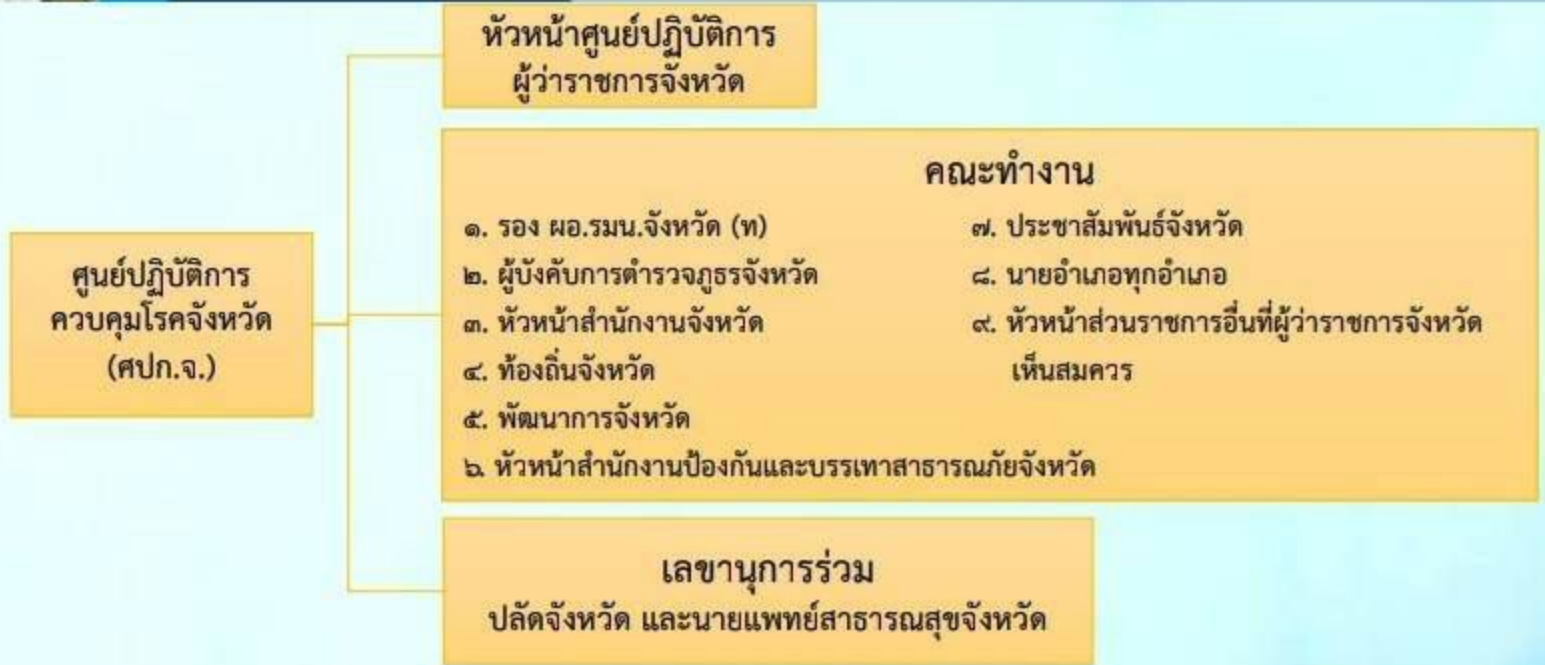 หัวหน้าศูนย์ปฏิบัติการ
ผู้ว่าราชการจังหวัด
ศูนย์ปฏิบัติการ
ควบคุมโรคจังหวัด
(ศปก.จ.)
คณะทำงาน
๑. รอง ผอ.รมน.จังหวัด (ท)
๒. ผู้บังคับการตำรวจภูธรจังหวัด
๓. หัวหน้าสำนักงานจังหวัด
๔. ท้องถิ่นจังหวัด
๕. พัฒนาการจังหวัด
๖. หัวหน้าสำนักงานป้องกันและบรรเทาสาธารณภัยจังหวัด
๗. ประชาสัมพันธ์จังหวัด
๘. นายอำเภอทุกอำเภอ
๙. หัวหน้าส่วนราชการอื่นที่ผู้ว่าราชการจังหวัด
เห็นสมควร
เลขานุการร่วม
ปลัดจังหวัด และนายแพทย์สาธารณสุขจังหวัด